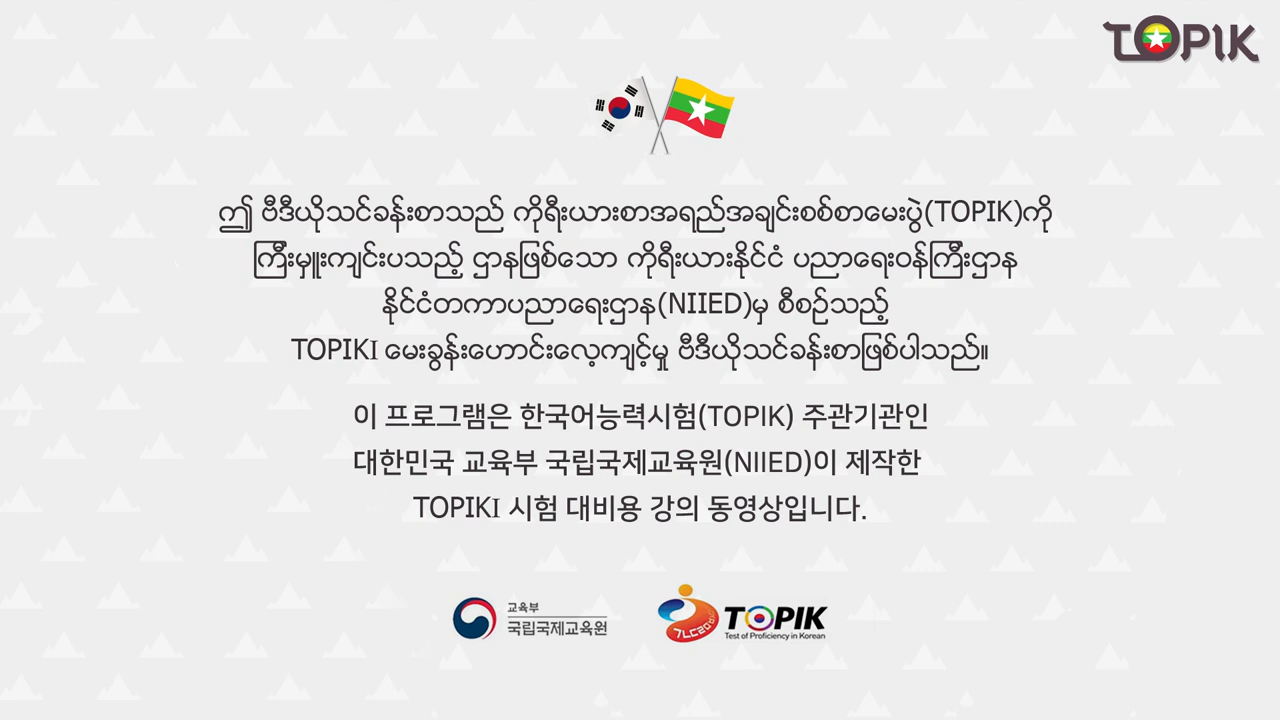 TOPIK
ဤ ဗီဒီယိုသင်ခန်းစာသည် ကိုရီးယားစာအရည်အချင်းစစ်စာမေးပွဲ(TOPIK)ကို
ကြီးမှူးကျင်းပသည့် ဌာနဖြစ်သော ကိုရီးယားနိုင်ငံ ပညာရေးဝန်ကြီးဌာန
နိုင်ငံတကာပညာရေးဌာန(NIIED)မှ စီစဉ်သည့်
TOPIKI မေးခွန်းဟောင်းလေ့ကျင့်မှု ဗီဒီယိုသင်ခန်းစာဖြစ်ပါသည်။
이 프로그램은 한국어능력시험(TOPIK) 주관기관인
대한민국 교육부 국립국제교육원(NIIED)이 제작한
TOPIKI 시험 대비용 강의 동영상입니다.
교육부
국립국제교육원
TOPIK
Test of Proficiency in Korean